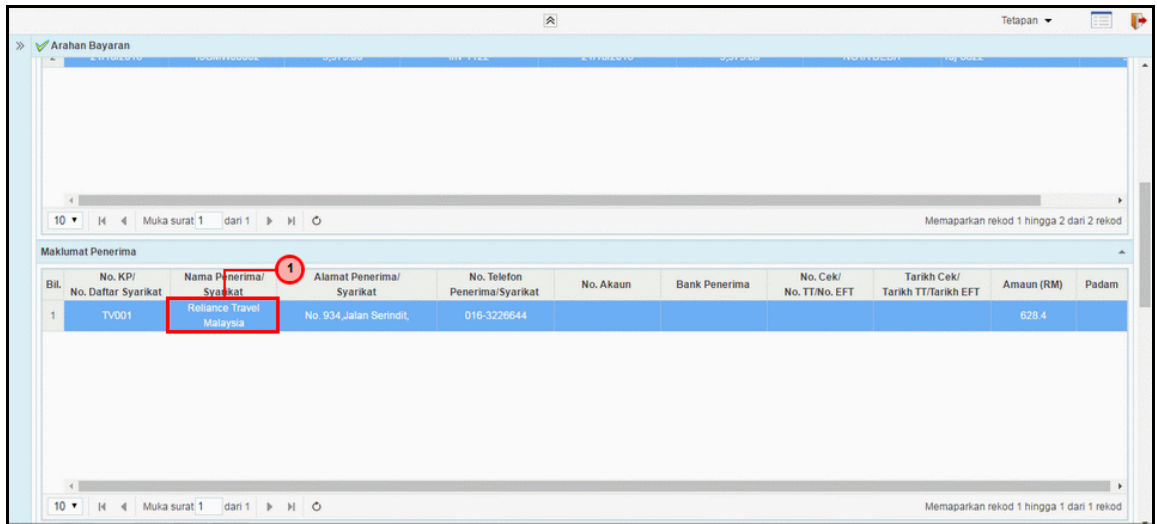 Tetapan
Arahan Bayaran
10 Muka surat 1 dari 1 Memaparkan rekod 1 hingga 2 dari 2 rekod
Maklumat Penerima
Bil. No. KP/ No. Daftar Syarikat Nama Penerima/ Syarikat Alamat Penerima/ Syarikat No. Telefon Penerima/Syarikat No. Akaun Bank Penerima No. Cek/ No. TT/No. EFT Tarikh Cek/ Tarikh TT/Tarikh EFT Amaun (RM) Padam
1
1 TV001 Reliance Travel Malaysia No. 934,Jalan Serindit, 016-3226644 628.4
10 Muka surat 1 dari 1 Memaparkan rekod 1 hingga 1 dari 1 rekod